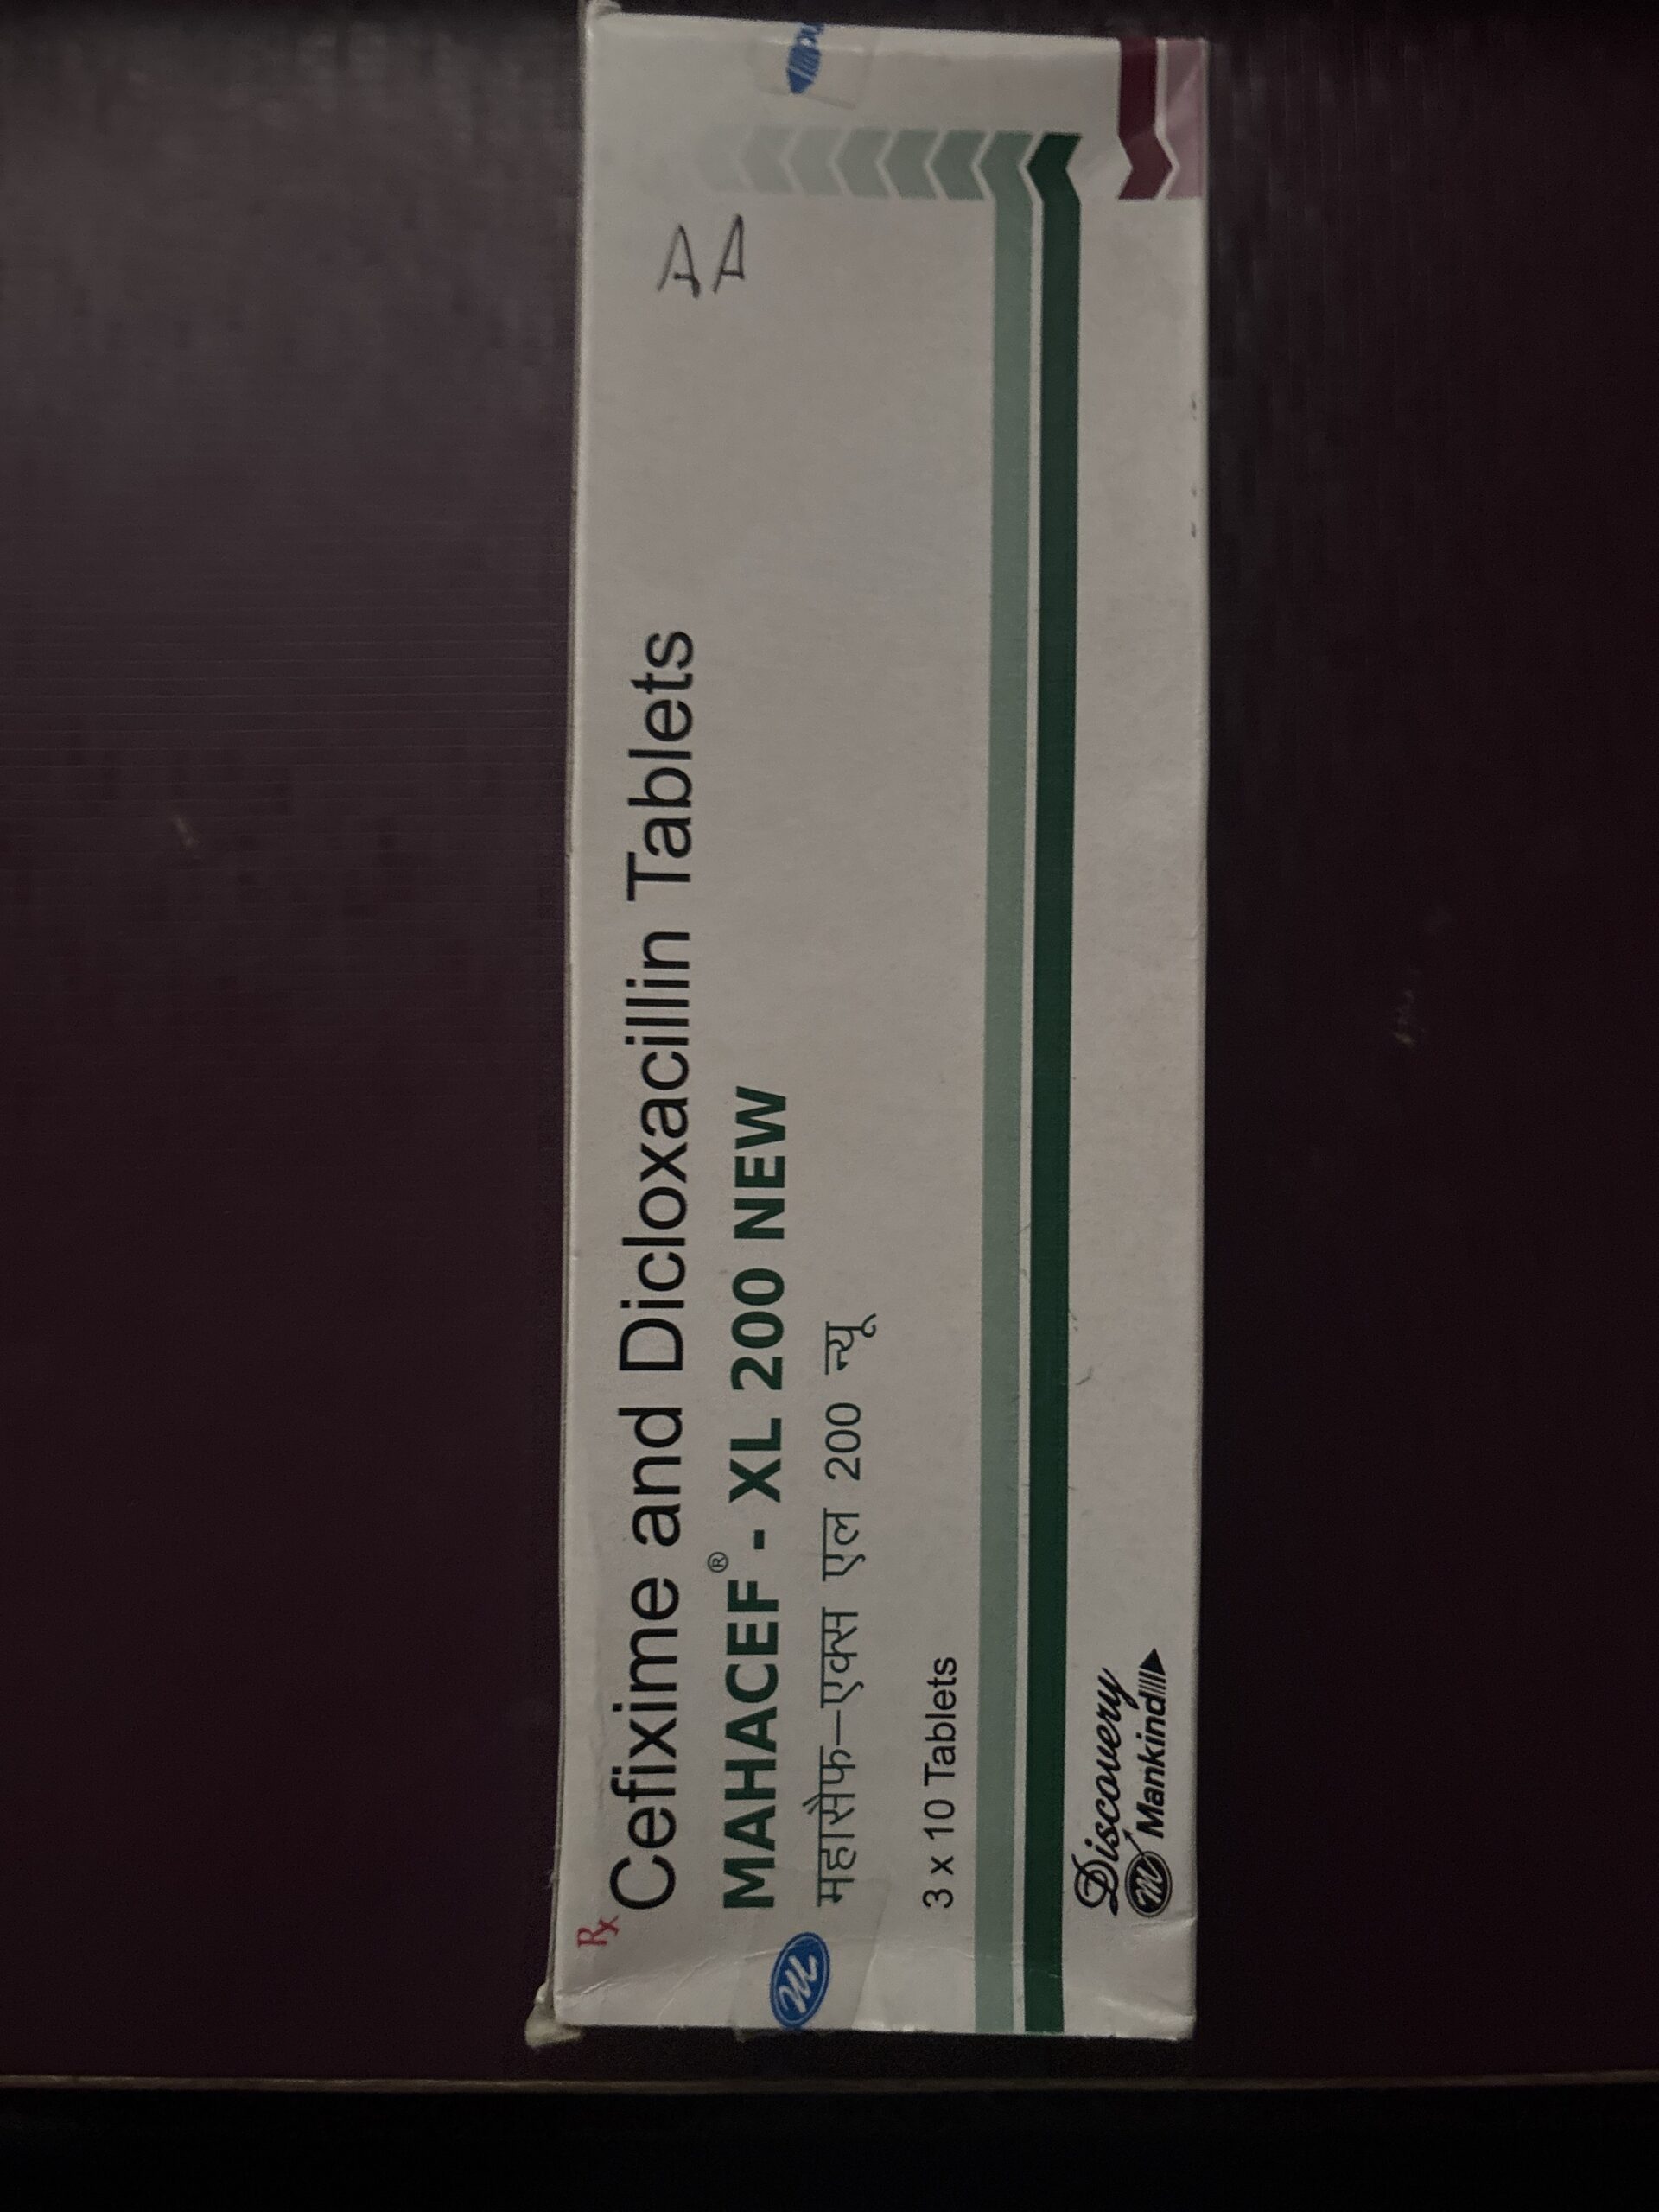 Rx
Cefixime and Dicloxacillin Tablets
MAHACEF® - XL 200 NEW
महासेफ–एक्स एल 200 न्यू
3 x 10 Tablets
Discovery
Mankind
AA
M